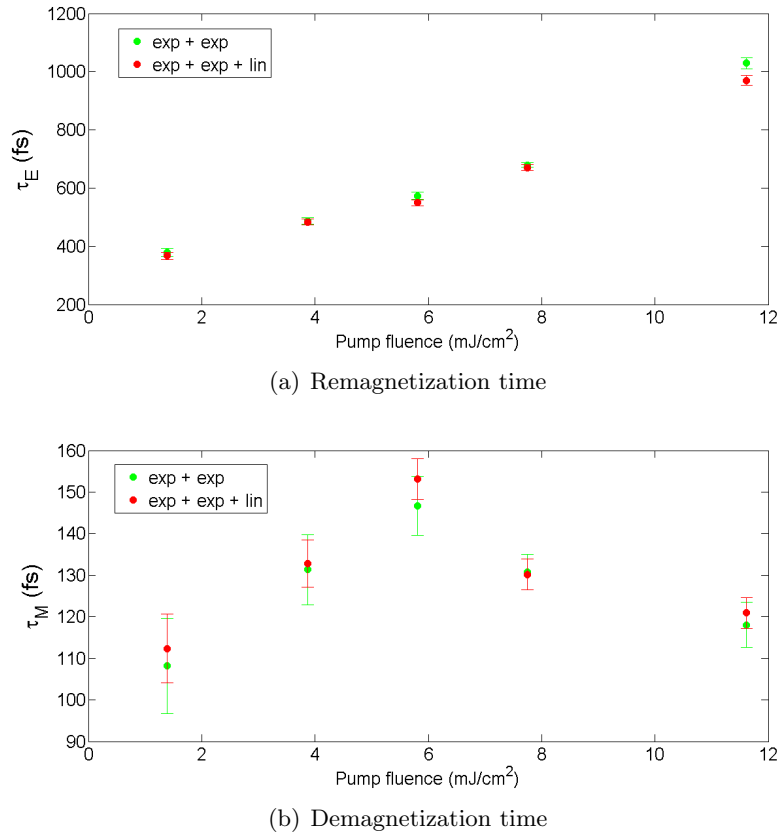 1200
1000
800
600
400
200
τE (fs)
exp + exp
exp + exp + lin
0 2 4 6 8 10 12
Pump fluence (mJ/cm²)
(a) Remagnetization time
160
150
140
130
120
110
100
90
τM (fs)
exp + exp
exp + exp + lin
0 2 4 6 8 10 12
Pump fluence (mJ/cm²)
(b) Demagnetization time